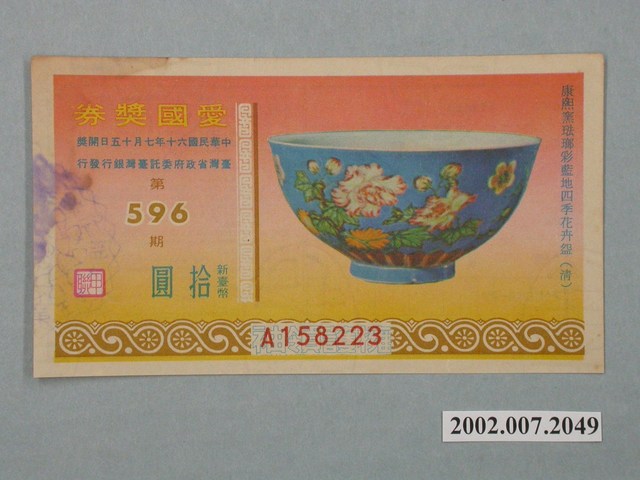 愛國獎券
中華民國六十年七月十五日開獎
臺灣省政府委託臺灣銀行發行
第
596
期
新臺幣
拾圓
康熙窯琺瑯彩藍地四季花卉盌（清）
A158223
2002.007.2049